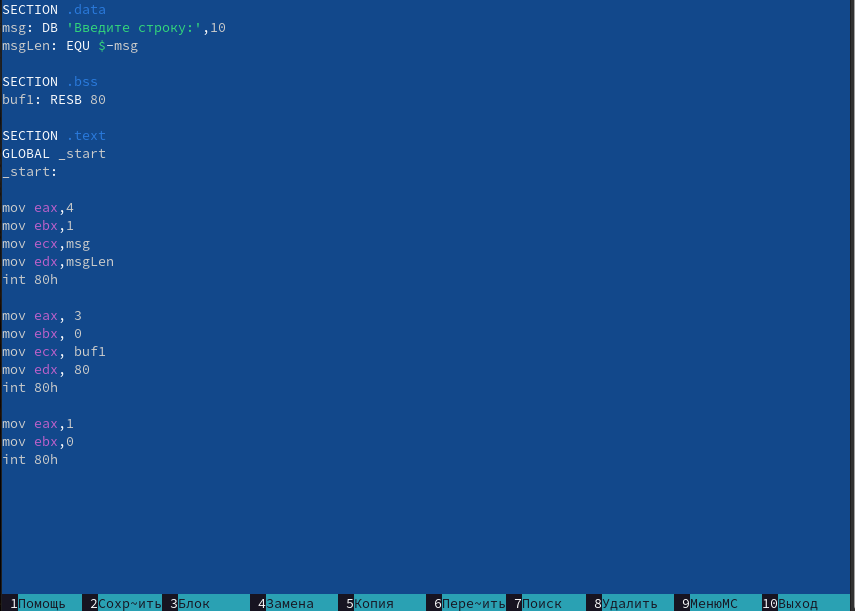 SECTION .data
msg: DB 'Введите строку:',10
msgLen: EQU $-msg
SECTION .bss
buf1: RESB 80
SECTION .text
GLOBAL _start
_start:
mov eax,4
mov ebx,1
mov ecx,msg
mov edx,msgLen
int 80h
mov eax, 3
mov ebx, 0
mov ecx, buf1
mov edx, 80
int 80h
mov eax,1
mov ebx,0
int 80h
1Помощь 2Сохр~ить 3Блок 4Замена 5Копия 6Пере~ить 7Поиск 8Удалить 9МенюMC 10Выход